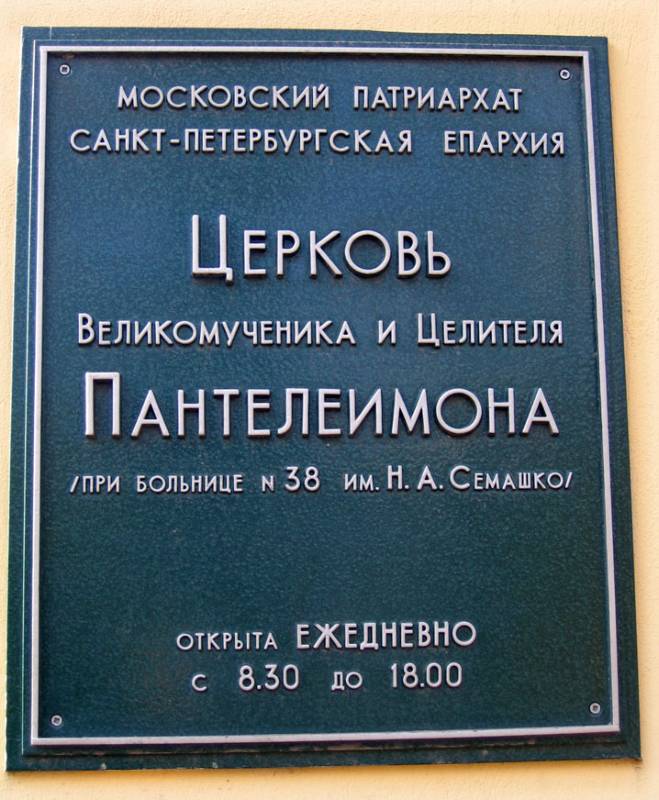 МОСКОВСКИЙ ПАТРИАРХАТ
САНКТ-ПЕТЕРБУРГСКАЯ ЕПАРХИЯ
ЦЕРКОВЬ
ВЕЛИКОМУЧЕНИКА И ЦЕЛИТЕЛЯ
ПАНТЕЛЕИМОНА
/ПРИ БОЛЬНИЦЕ N 38 ИМ. Н. А. СЕМАШКО/
ОТКРЫТА ЕЖЕДНЕВНО
С 8.30 ДО 18.00